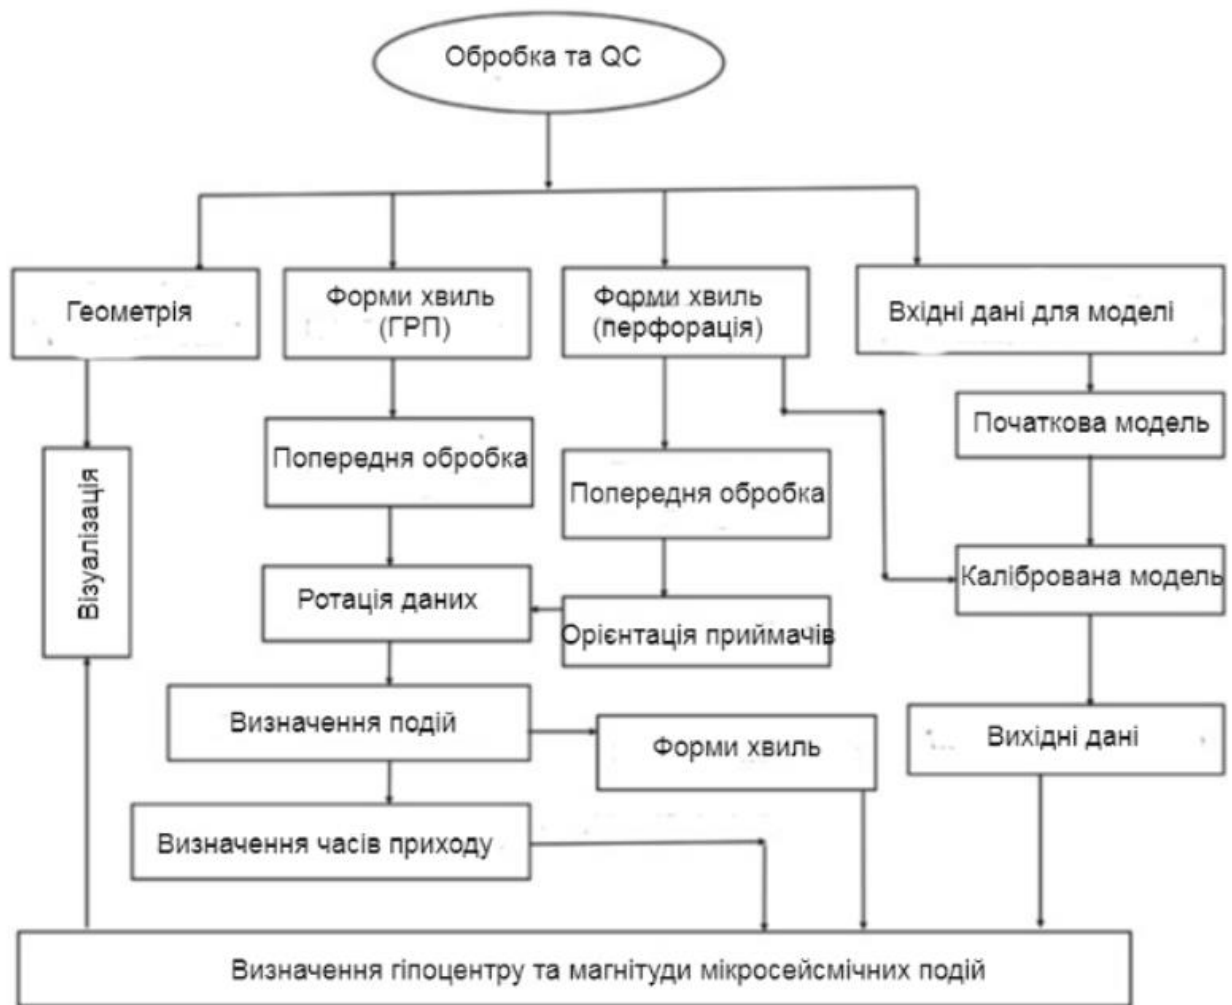 Обробка та QC
Геометрія
Форми хвиль
(ГРП)
Форми хвиль
(перфорація)
Вхідні дані для моделі
Початкова модель
Попередня обробка
Попередня обробка
Візуалізація
Калібрована модель
Ротація даних
Орієнтація приймачів
Визначення подій
Форми хвиль
Вихідні дані
Визначення часів приходу
Визначення гіпоцентру та магнітуди мікросейсмічних подій